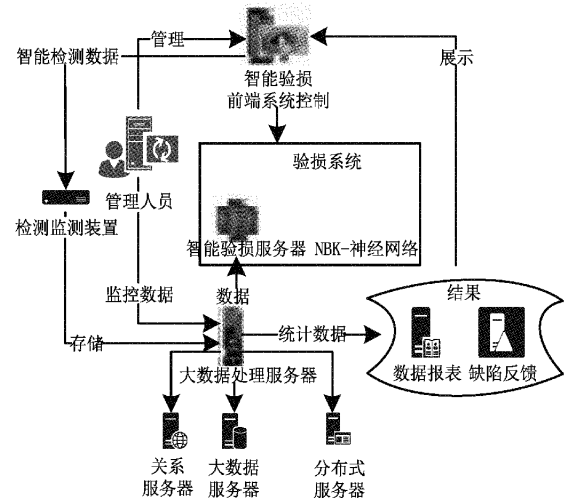 管理
智能检测数据
展示
智能验损
前端系统控制
验损系统
管理人员
检测监测装置
智能验损服务器 NBK-神经网络
监控数据
数据
结果
存储
统计数据
数据报表 缺陷反馈
大数据处理服务器
关系
服务器
大数据
服务器
分布式
服务器